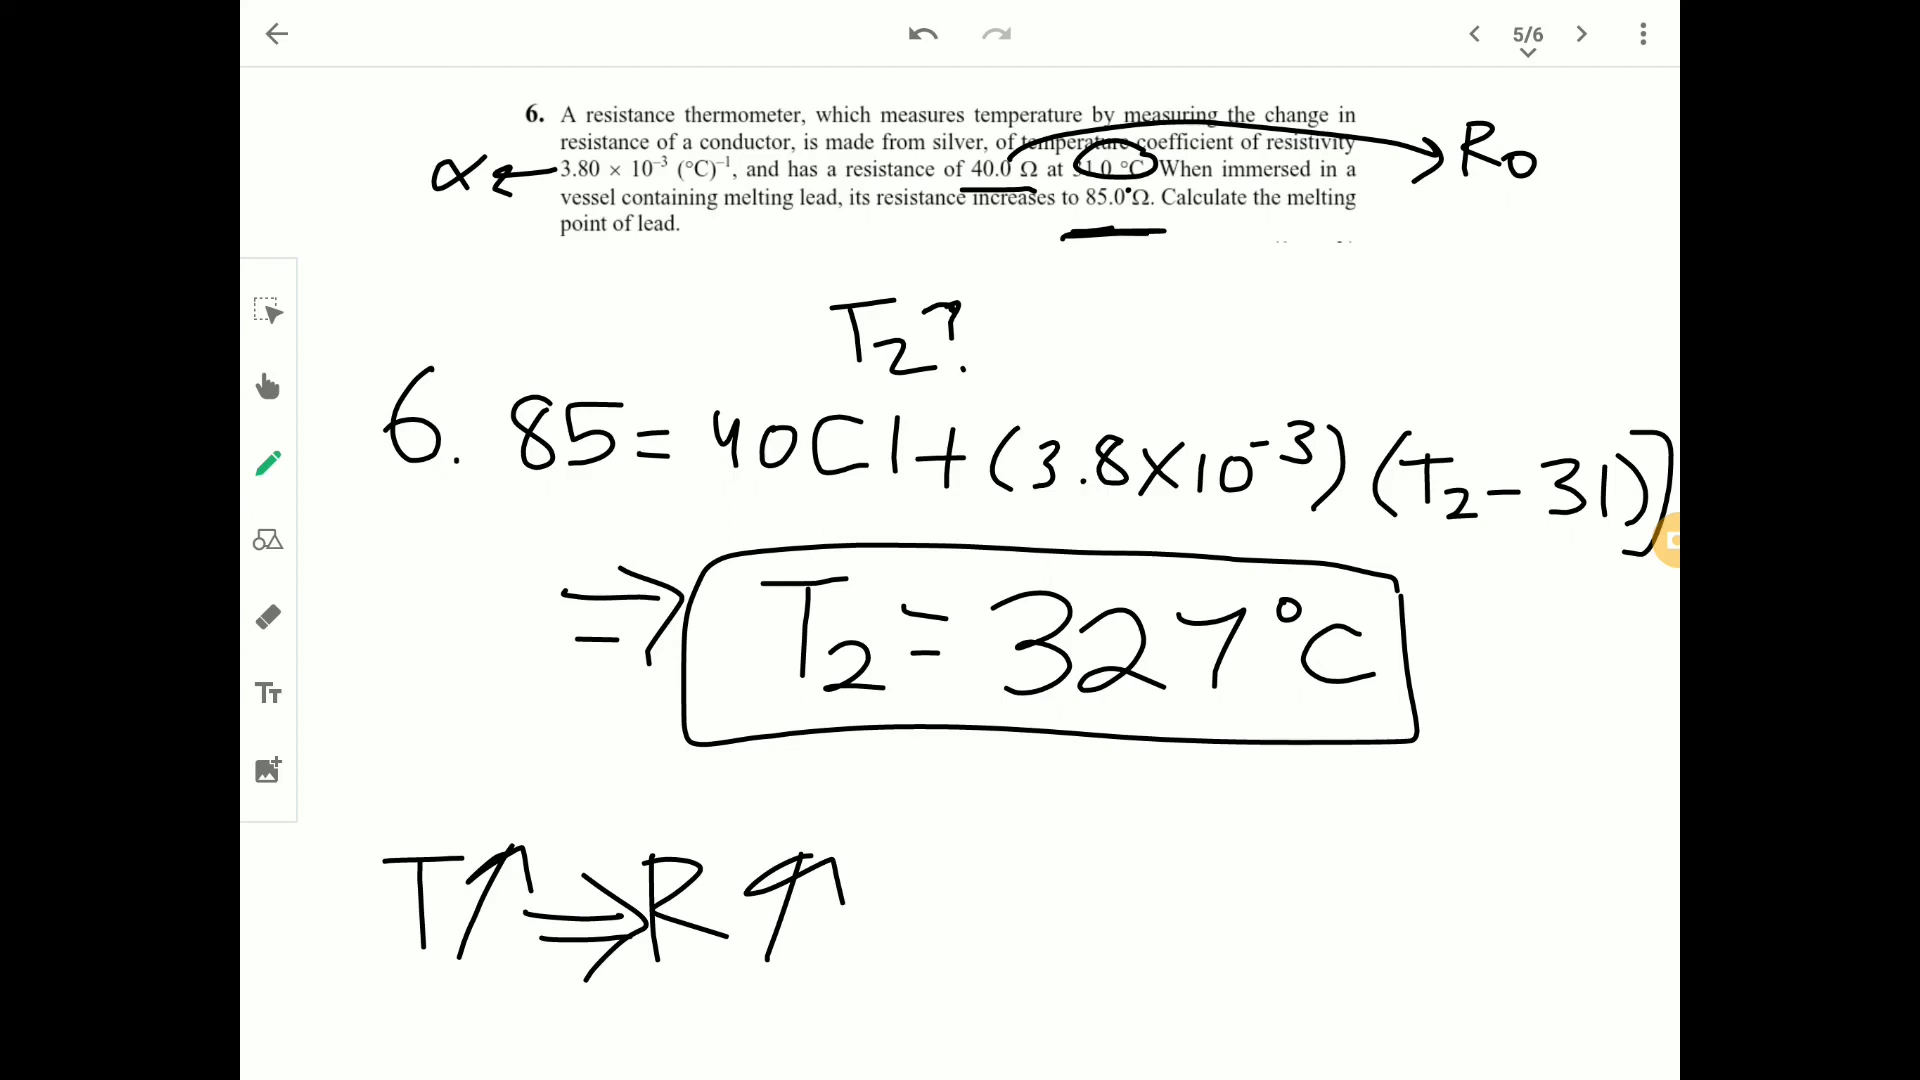 5/6
6. A resistance thermometer, which measures temperature by measuring the change in
resistance of a conductor, is made from silver, of temperature coefficient of resistivity
3.80 × 10⁻³ (°C)⁻¹, and has a resistance of 40.0 Ω at 31.0 °C. When immersed in a
vessel containing melting lead, its resistance increases to 85.0 Ω. Calculate the melting
point of lead.
α ←
→ R₀
T₂?
6. 85 = 40[1 + (3.8×10⁻³)(T₂ - 31)]
⇒ T₂ = 327°C
T↑ ⇒ R↑
Tт